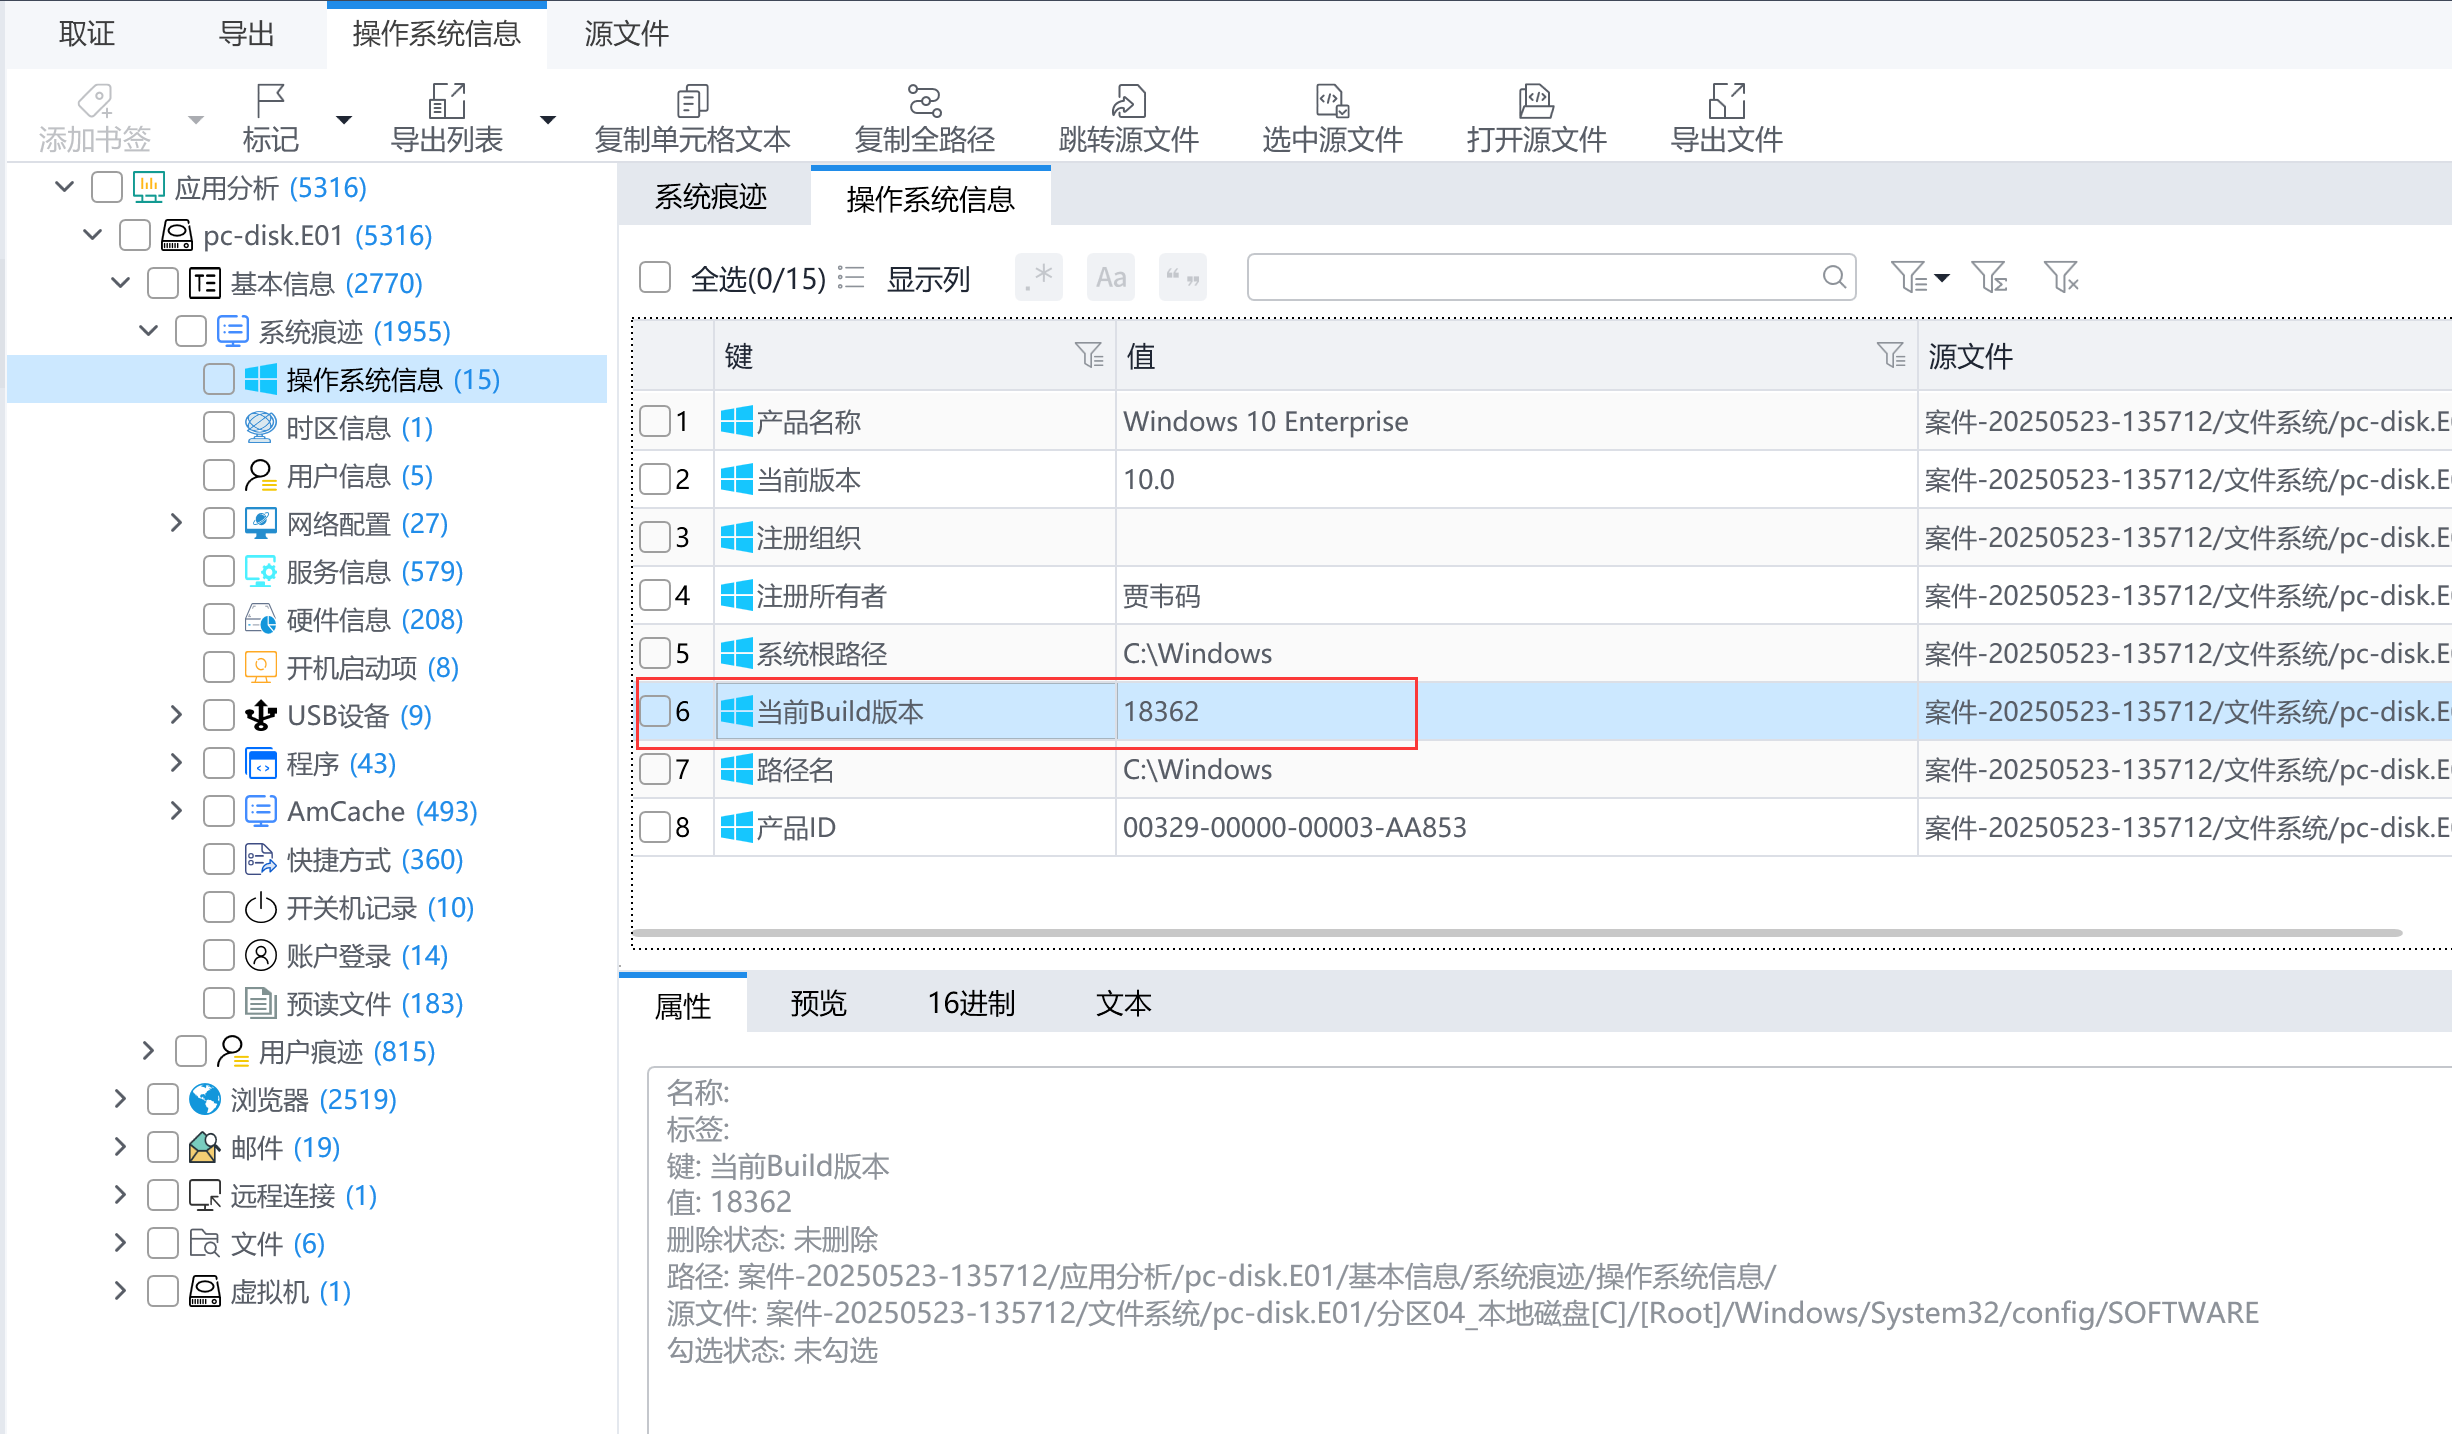 取证 导出 操作系统信息 源文件
添加书签 标记 导出列表 复制单元格文本 复制全路径 跳转源文件 选中源文件 打开源文件 导出文件
应用分析 (5316)
pc-disk.E01 (5316)
基本信息 (2770)
系统痕迹 (1955)
操作系统信息 (15)
时区信息 (1)
用户信息 (5)
网络配置 (27)
服务信息 (579)
硬件信息 (208)
开机启动项 (8)
USB设备 (9)
程序 (43)
AmCache (493)
快捷方式 (360)
开关机记录 (10)
账户登录 (14)
预读文件 (183)
用户痕迹 (815)
浏览器 (2519)
邮件 (19)
远程连接 (1)
文件 (6)
虚拟机 (1)
系统痕迹 操作系统信息
全选(0/15) 显示列 .* Aa “ ”
键 值 源文件
1 产品名称 Windows 10 Enterprise 案件-20250523-135712/文件系统/pc-disk.E
2 当前版本 10.0 案件-20250523-135712/文件系统/pc-disk.E
3 注册组织 案件-20250523-135712/文件系统/pc-disk.E
4 注册所有者 贾韦码 案件-20250523-135712/文件系统/pc-disk.E
5 系统根路径 C:\Windows 案件-20250523-135712/文件系统/pc-disk.E
6 当前Build版本 18362 案件-20250523-135712/文件系统/pc-disk.E
7 路径名 C:\Windows 案件-20250523-135712/文件系统/pc-disk.E
8 产品ID 00329-00000-00003-AA853 案件-20250523-135712/文件系统/pc-disk.E
属性 预览 16进制 文本
名称:
标签:
键: 当前Build版本
值: 18362
删除状态: 未删除
路径: 案件-20250523-135712/应用分析/pc-disk.E01/基本信息/系统痕迹/操作系统信息/
源文件: 案件-20250523-135712/文件系统/pc-disk.E01/分区04_本地磁盘[C]/[Root]/Windows/System32/config/SOFTWARE
勾选状态: 未勾选